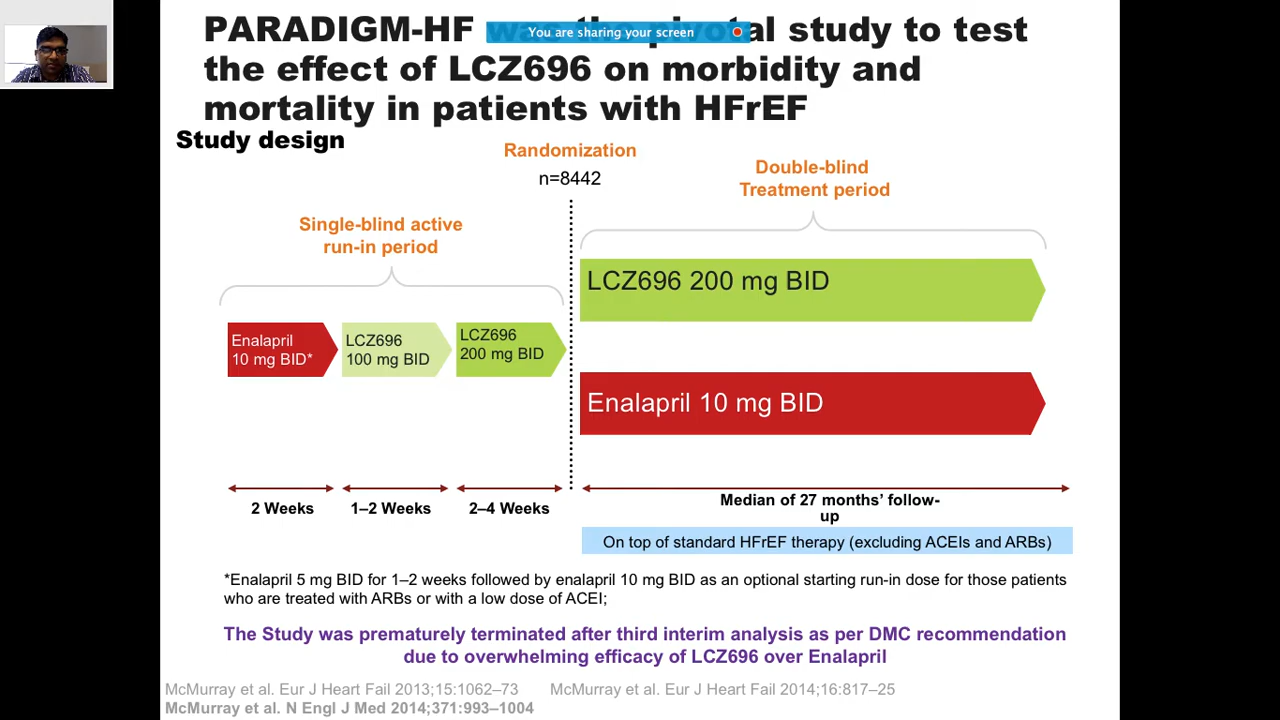 PARADIGM-HF was the pivotal study to test
You are sharing your screen
the effect of LCZ696 on morbidity and
mortality in patients with HFrEF
Study design
Randomization
n=8442
Double-blind
Treatment period
Single-blind active
run-in period
LCZ696 200 mg BID
Enalapril
10 mg BID*
LCZ696
100 mg BID
LCZ696
200 mg BID
Enalapril 10 mg BID
2 Weeks
1–2 Weeks
2–4 Weeks
Median of 27 months’ follow-
up
On top of standard HFrEF therapy (excluding ACEIs and ARBs)
*Enalapril 5 mg BID for 1–2 weeks followed by enalapril 10 mg BID as an optional starting run-in dose for those patients
who are treated with ARBs or with a low dose of ACEI;
The Study was prematurely terminated after third interim analysis as per DMC recommendation
due to overwhelming efficacy of LCZ696 over Enalapril
McMurray et al. Eur J Heart Fail 2013;15:1062–73
McMurray et al. Eur J Heart Fail 2014;16:817–25
McMurray et al. N Engl J Med 2014;371:993–1004